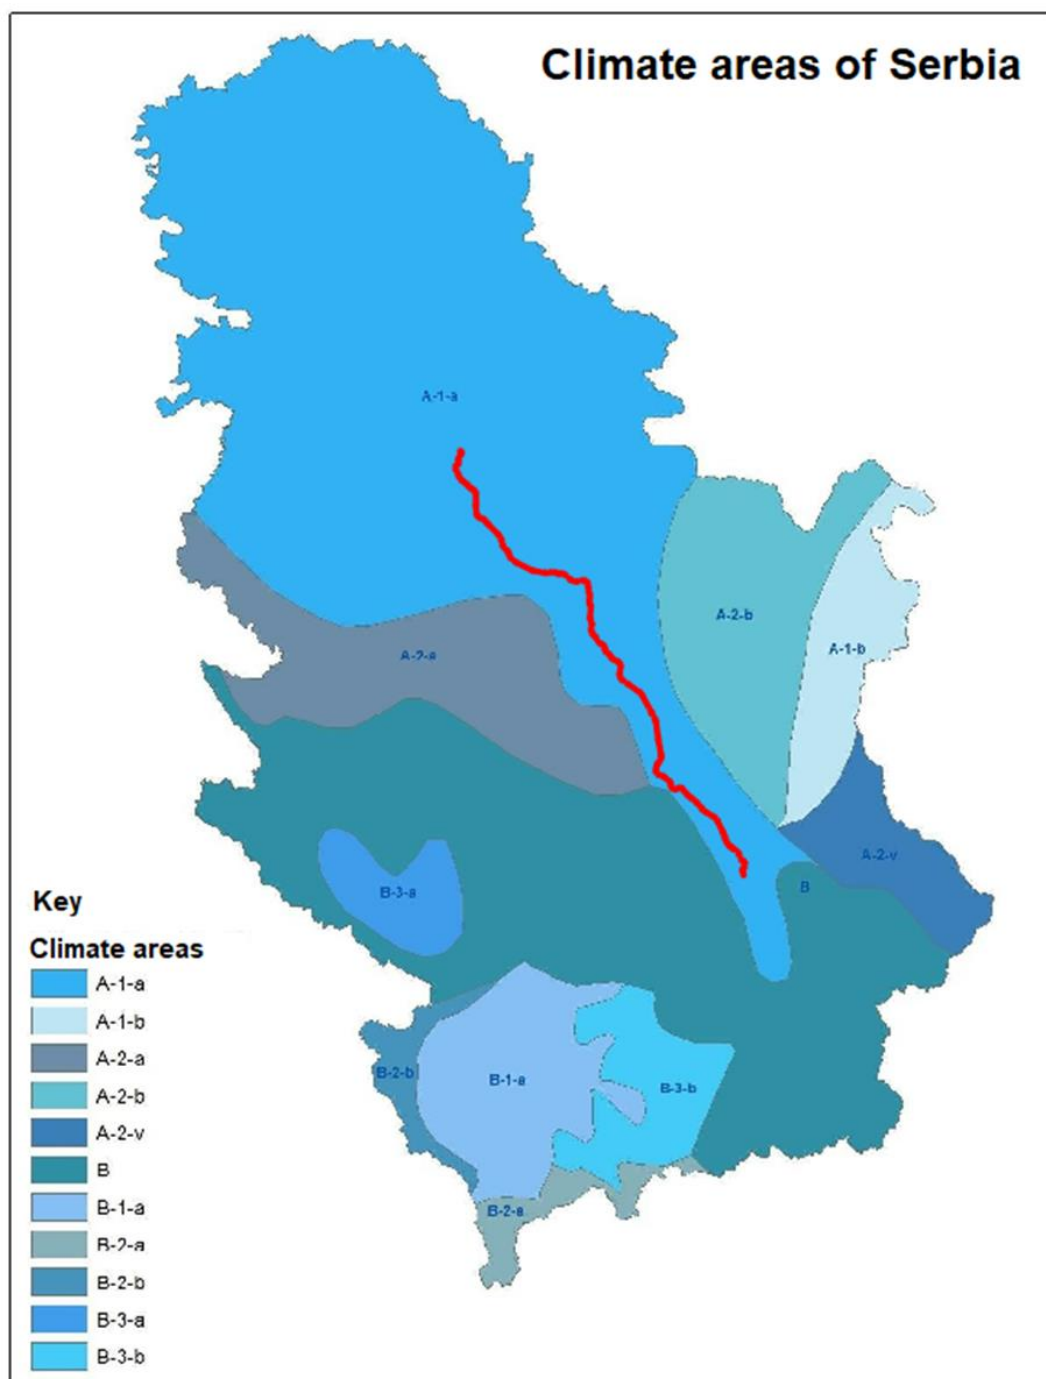 Climate areas of Serbia
A-1-a
A-2-b
A-1-b
A-2-a
A-2-v
B
B-3-a
B-2-b
B-1-a
B-3-b
B-2-a
Key
Climate areas
A-1-a
A-1-b
A-2-a
A-2-b
A-2-v
B
B-1-a
B-2-a
B-2-b
B-3-a
B-3-b